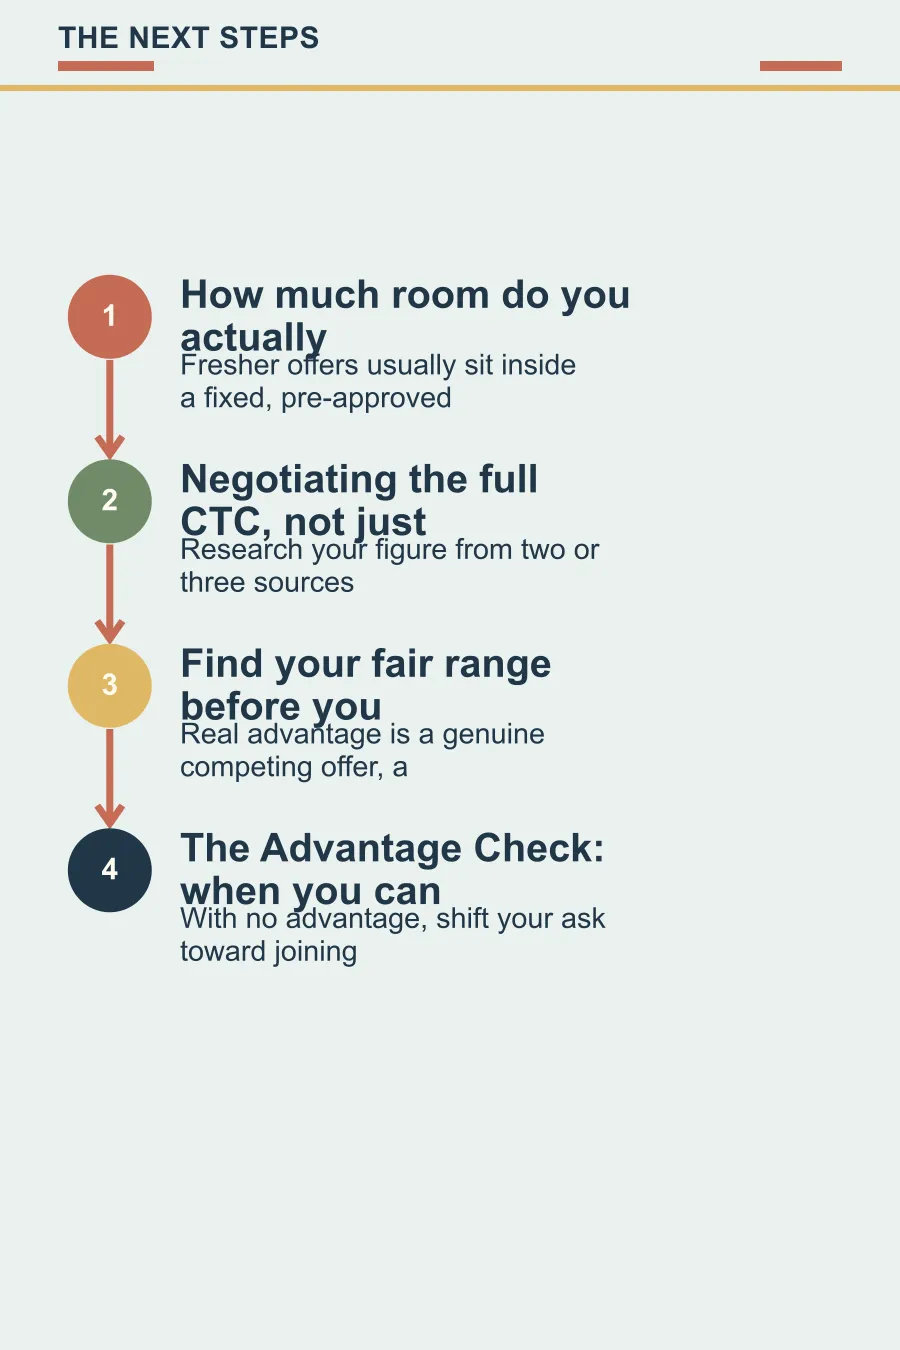 THE NEXT STEPS
1
How much room do you
actually
Fresher offers usually sit inside
a fixed, pre-approved
2
Negotiating the full
CTC, not just
Research your figure from two or
three sources
3
Find your fair range
before you
Real advantage is a genuine
competing offer, a
4
The Advantage Check:
when you can
With no advantage, shift your ask
toward joining